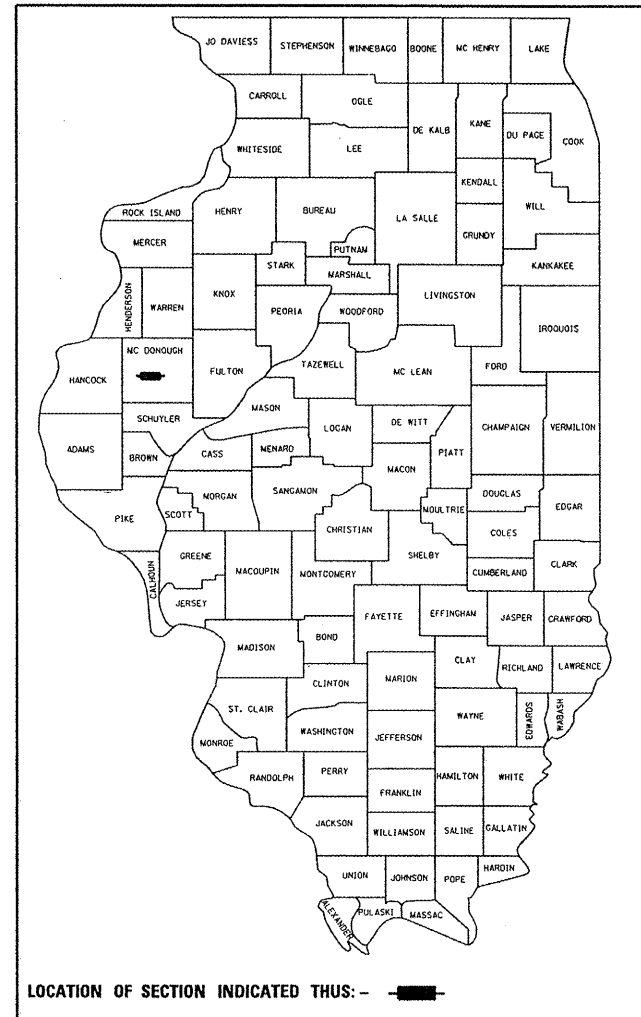 JO DAVIESS
STEPHENSON
WINNEBAGO
BOONE
MC HENRY
LAKE
CARROLL
OGLE
DE KALB
KANE
DU PAGE
COOK
WHITESIDE
LEE
KENDALL
ROCK ISLAND
HENRY
BUREAU
LA SALLE
WILL
MERCER
PUTNAM
GRUNDY
STARK
MARSHALL
KANKAKEE
HENDERSON
WARREN
KNOX
PEORIA
WOODFORD
LIVINGSTON
IROQUOIS
MC DONOUGH
HANCOCK
FULTON
TAZEWELL
MC LEAN
FORD
MASON
SCHUYLER
LOGAN
DE WITT
CHAMPAIGN
VERMILION
ADAMS
BROWN
CASS
MENARD
MACON
PIATT
MORGAN
SANGAMON
DOUGLAS
PIKE
SCOTT
CHRISTIAN
MOULTRIE
EDGAR
COLES
GREENE
MACOUPIN
MONTGOMERY
SHELBY
CUMBERLAND
CLARK
CALHOUN
JERSEY
FAYETTE
EFFINGHAM
JASPER
CRAWFORD
MADISON
BOND
CLAY
RICHLAND
LAWRENCE
CLINTON
MARION
ST. CLAIR
WAYNE
EDWARDS
WABASH
WASHINGTON
JEFFERSON
MONROE
RANDOLPH
PERRY
HAMILTON
WHITE
FRANKLIN
JACKSON
WILLIAMSON
SALINE
GALLATIN
UNION
JOHNSON
POPE
HARDIN
ALEXANDER
PULASKI
MASSAC
LOCATION OF SECTION INDICATED THUS: -